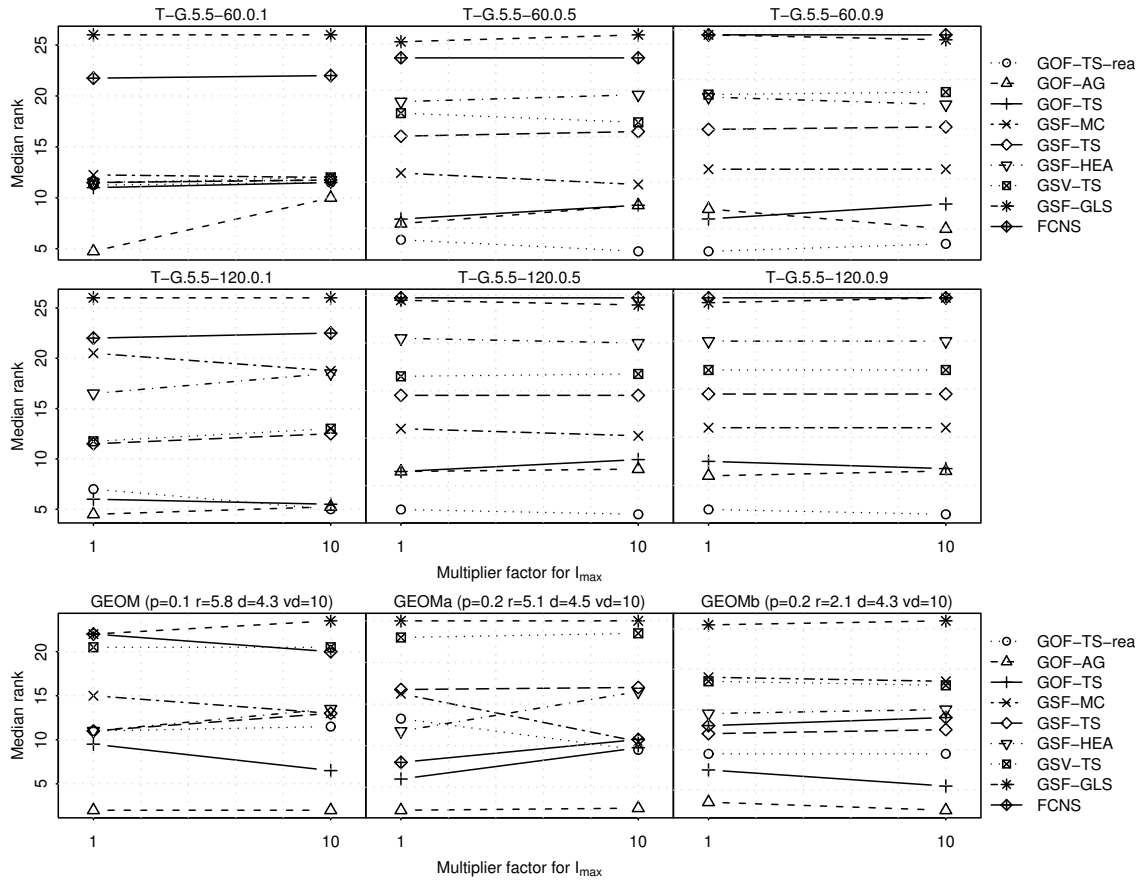 T−G.5.5−60.0.1 T−G.5.5−60.0.5 T−G.5.5−60.0.9
25
20
15
10
5
Median rank
GOF−TS−rea
GOF−AG
GOF−TS
GSF−MC
GSF−TS
GSF−HEA
GSV−TS
GSF−GLS
FCNS
T−G.5.5−120.0.1 T−G.5.5−120.0.5 T−G.5.5−120.0.9
25
20
15
10
5
Median rank
1 10 1 10 1 10
Multiplier factor for Imax
GEOM (p=0.1 r=5.8 d=4.3 vd=10) GEOMa (p=0.2 r=5.1 d=4.5 vd=10) GEOMb (p=0.2 r=2.1 d=4.3 vd=10)
20
15
10
5
Median rank
GOF−TS−rea
GOF−AG
GOF−TS
GSF−MC
GSF−TS
GSF−HEA
GSV−TS
GSF−GLS
FCNS
1 10 1 10 1 10
Multiplier factor for Imax